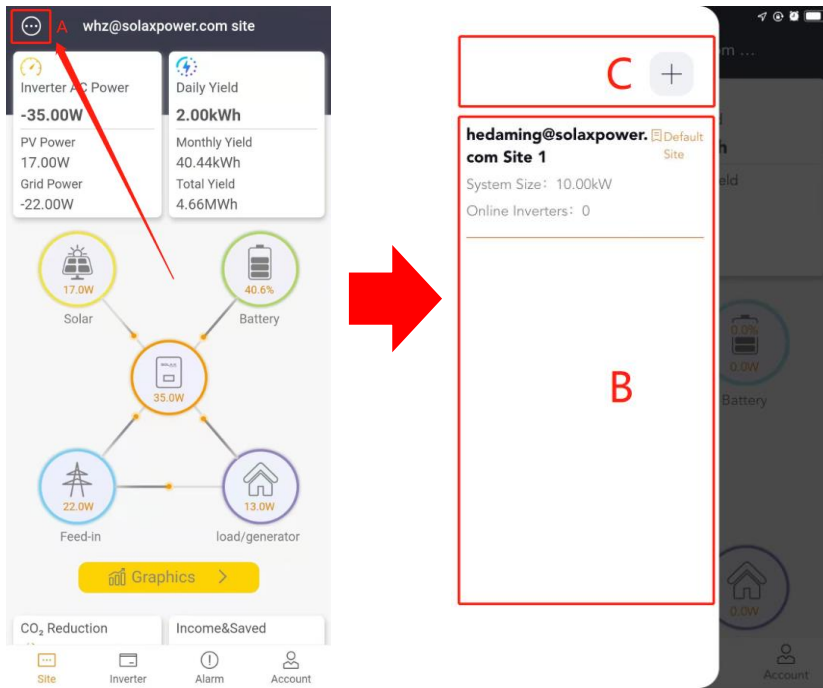 A whz@solaxpower.com site
Inverter AC Power
-35.00W
PV Power
17.00W
Grid Power
-22.00W
Daily Yield
2.00kWh
Monthly Yield
40.44kWh
Total Yield
4.66MWh
17.0W
Solar
40.6%
Battery
35.0W
22.0W
Feed-in
13.0W
load/generator
Graphics >
CO₂ Reduction
Income&Saved
Site
Inverter
Alarm
Account
C +
hedaming@solaxpower.
com Site 1
Default
Site
System Size: 10.00kW
Online Inverters: 0
B
m ...
h
eld
0.0%
0.0W
Battery
0.0W
Account